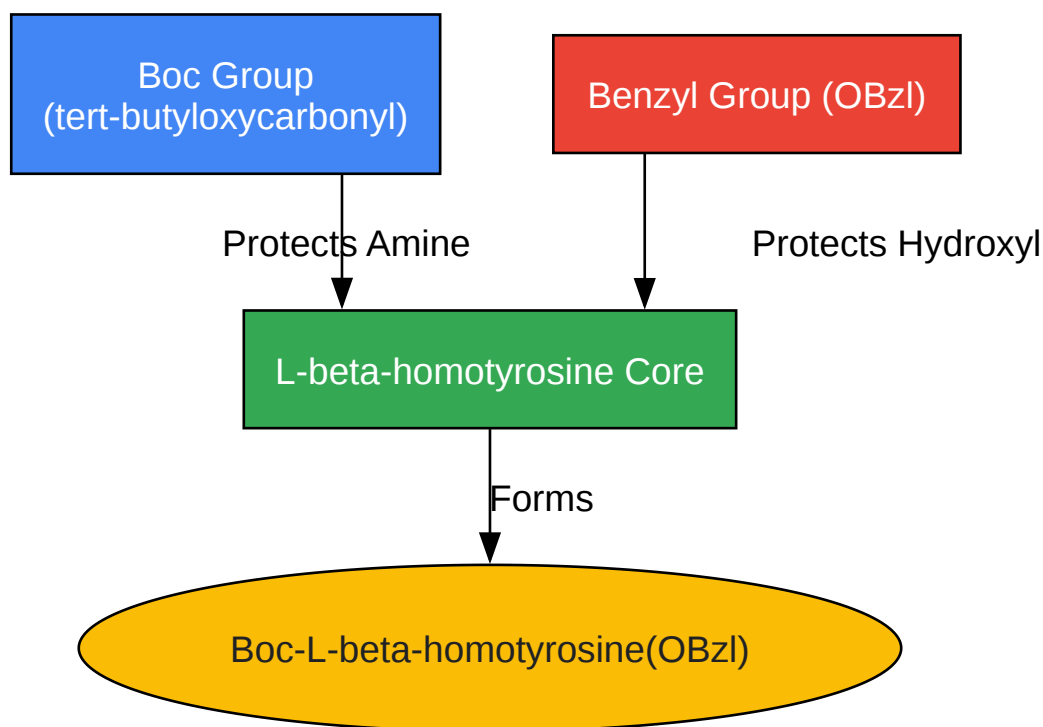 Boc Group
(tert-butyloxycarbonyl)
Benzyl Group (OBzl)
Protects Amine
Protects Hydroxyl
L-beta-homotyrosine Core
Forms
Boc-L-beta-homotyrosine(OBzl)